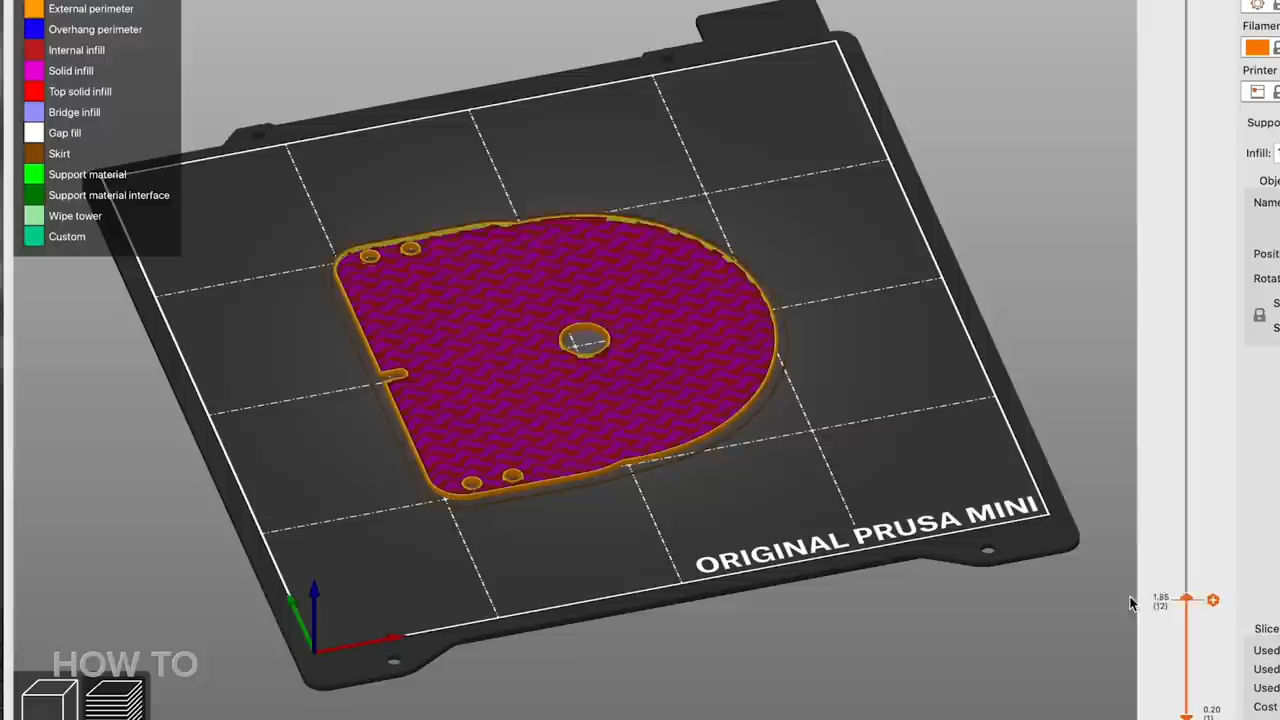 External perimeter
Overhang perimeter
Internal infill
Solid infill
Top solid infill
Bridge infill
Gap fill
Skirt
Support material
Support material interface
Wipe tower
Custom
ORIGINAL PRUSA MINI
HOW TO
Filamen
Printer
Suppo
Infill:
Obje
Name
Positi
Rotat
S
S
1.85
(12)
Slice
Used
Used
Used
Cost
0.20
(1)